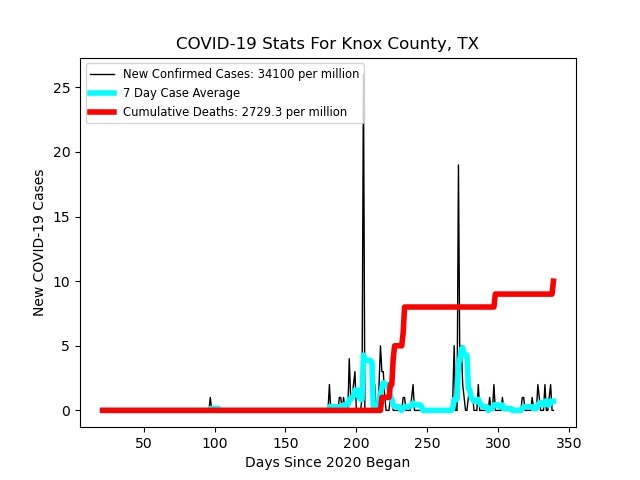 COVID-19 Stats For Knox County, TX
New Confirmed Cases: 34100 per million
7 Day Case Average
Cumulative Deaths: 2729.3 per million
New COVID-19 Cases
25
20
15
10
5
0
50 100 150 200 250 300 350
Days Since 2020 Began